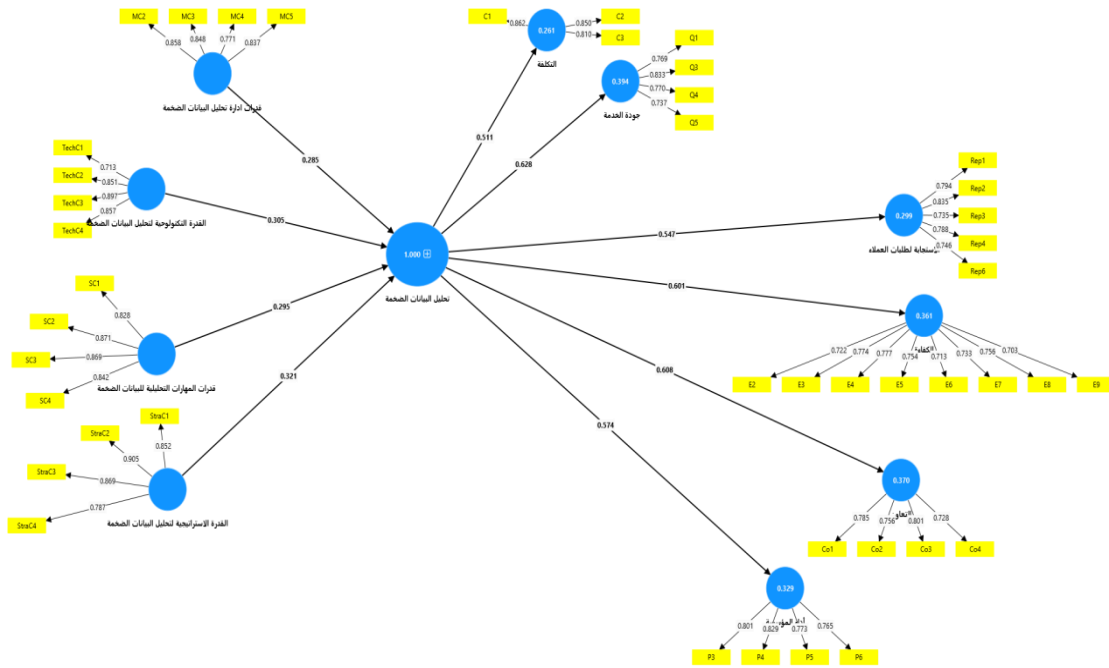 MC2
MC3
MC4
MC5
0.858
0.848
0.771
0.837
قدرات ادارة تحليل البيانات الضخمة
C1
C2
C3
0.862
0.850
0.810
0.261
التكلفة
Q1
Q3
Q4
Q5
0.769
0.833
0.770
0.737
0.394
جودة الخدمة
TechC1
TechC2
TechC3
TechC4
0.713
0.851
0.897
0.857
القدرة التكنولوجية لتحليل البيانات الضخمة
0.285
0.305
0.295
0.321
1.000
تحليل البيانات الضخمة
0.511
0.628
0.547
0.601
0.608
0.574
Rep1
Rep2
Rep3
Rep4
Rep6
0.794
0.835
0.735
0.788
0.746
0.299
لطلبات العملاء
SC1
SC2
SC3
SC4
0.828
0.871
0.869
0.842
قدرات المهارات التحليلية للبيانات الضخمة
0.361
0.722
0.774
0.777
0.754
0.713
0.733
0.756
0.703
E2
E3
E4
E5
E6
E7
E8
E9
StraC1
StraC2
StraC3
StraC4
0.852
0.905
0.869
0.787
القدرة الاستراتيجية لتحليل البيانات الضخمة
0.370
0.785
0.756
0.801
0.728
Co1
Co2
Co3
Co4
0.329
0.801
0.829
0.773
0.765
P3
P4
P5
P6